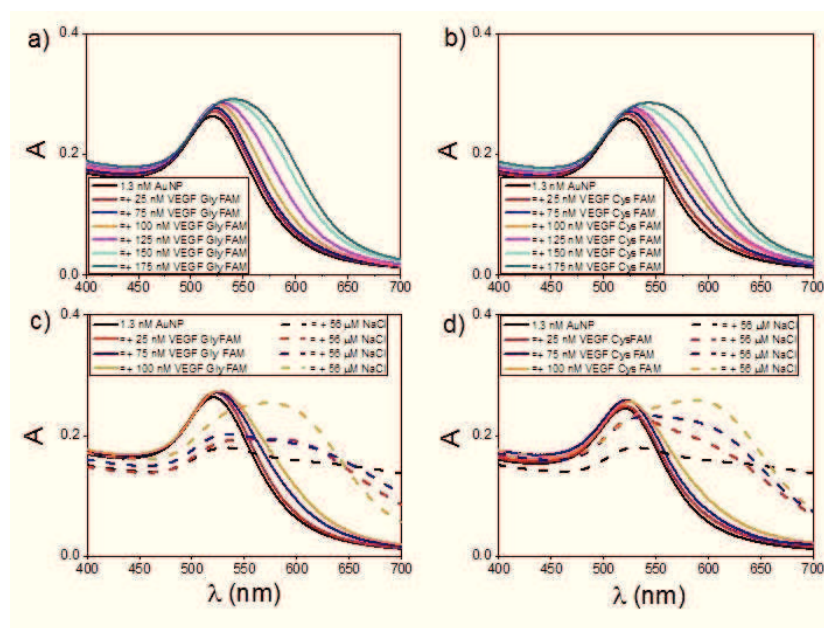 a)
0.4
0.2
0.0
A
1.3 nM AuNP
=+ 25 nM VEGF Gly FAM
=+ 75 nM VEGF Gly FAM
=+ 100 nM VEGF Gly FAM
=+ 125 nM VEGF Gly FAM
=+ 150 nM VEGF Gly FAM
=+ 175 nM VEGF Gly FAM
400 450 500 550 600 650 700
b)
0.4
0.2
0.0
A
1.3 nM AuNP
=+ 25 nM VEGF Cys FAM
=+ 75 nM VEGF Cys FAM
=+ 100 nM VEGF Cys FAM
=+ 125 nM VEGF Cys FAM
=+ 150 nM VEGF Cys FAM
=+ 175 nM VEGF Cys FAM
400 450 500 550 600 650 700
c)
0.4
0.2
0.0
A
1.3 nM AuNP =+ 56 µM NaCl
=+ 25 nM VEGF Gly FAM =+ 56 µM NaCl
=+ 75 nM VEGF Gly FAM =+ 56 µM NaCl
=+ 100 nM VEGF Gly FAM =+ 56 µM NaCl
400 450 500 550 600 650 700
λ (nm)
d)
0.4
0.2
0.0
A
1.3 nM AuNP =+ 56 µM NaCl
=+ 25 nM VEGF CysFAM =+ 56 µM NaCl
=+ 75 nM VEGF Cys FAM =+ 56 µM NaCl
=+ 100 nM VEGF Cys FAM =+ 56 µM NaCl
400 450 500 550 600 650 700
λ (nm)